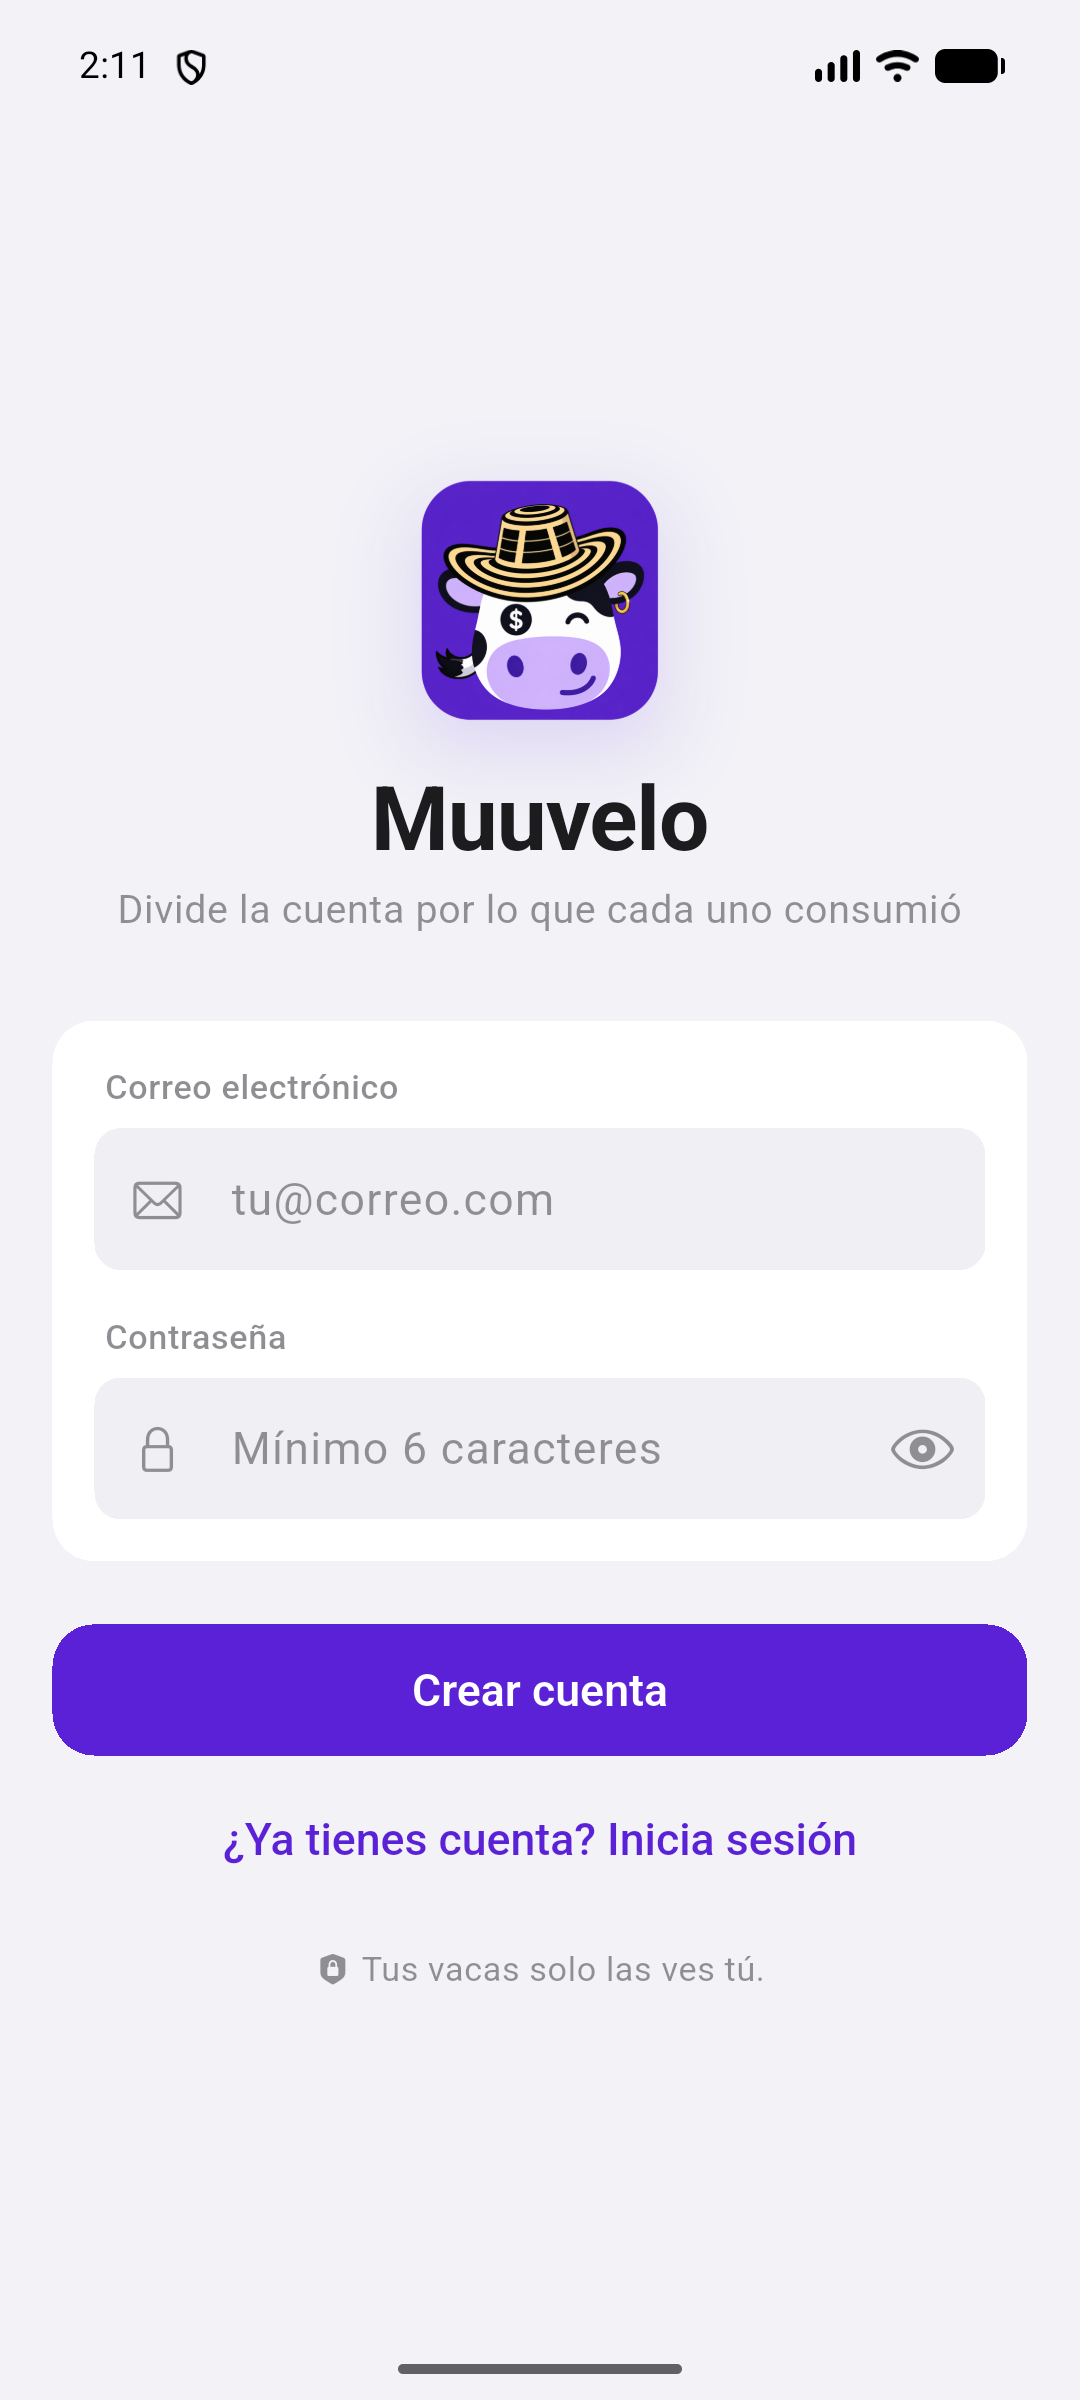 2:11
$
Muuvelo
Divide la cuenta por lo que cada uno consumió
Correo electrónico
tu@correo.com
Contraseña
Mínimo 6 caracteres
Crear cuenta
¿Ya tienes cuenta? Inicia sesión
Tus vacas solo las ves tú.